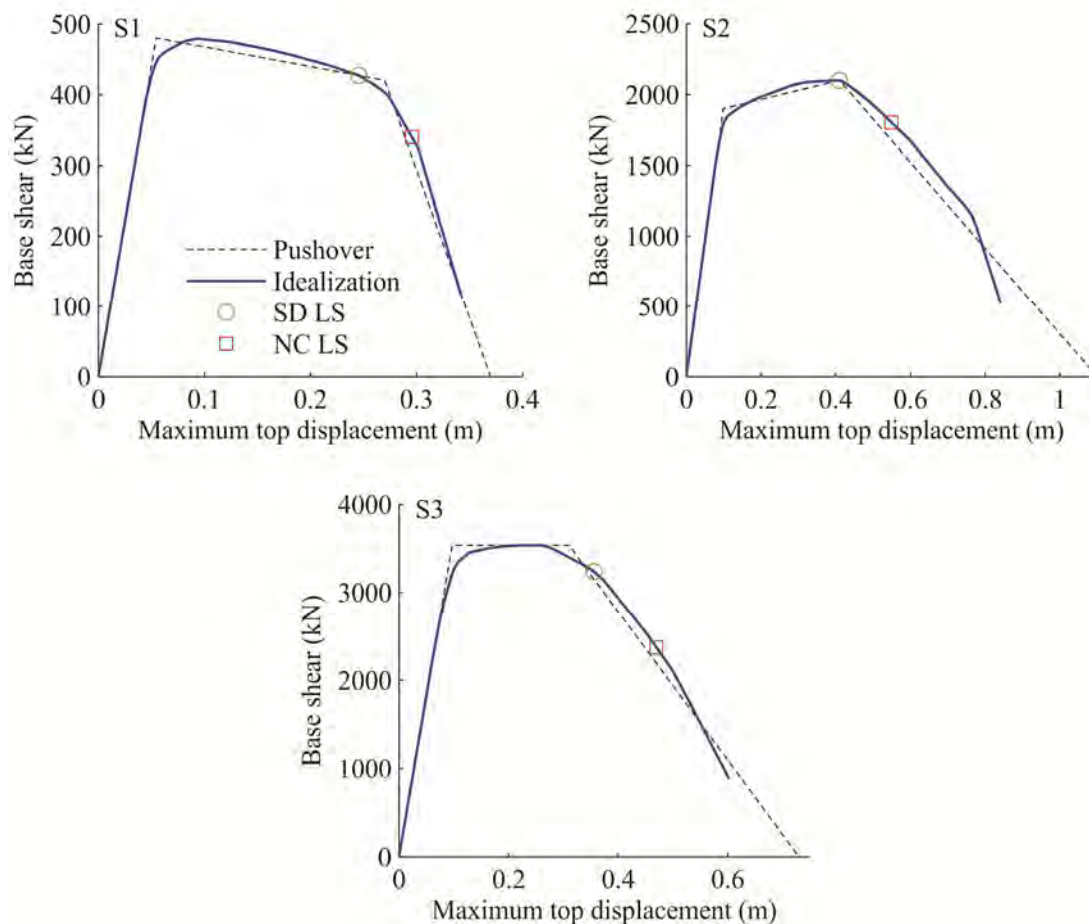 S1
500
400
300
200
100
0
Base shear (kN)
Pushover
Idealization
SD LS
NC LS
0 0.1 0.2 0.3 0.4
Maximum top displacement (m)
S2
2500
2000
1500
1000
500
0
Base shear (kN)
0 0.2 0.4 0.6 0.8 1
Maximum top displacement (m)
S3
4000
3000
2000
1000
0
Base shear (kN)
0 0.2 0.4 0.6
Maximum top displacement (m)